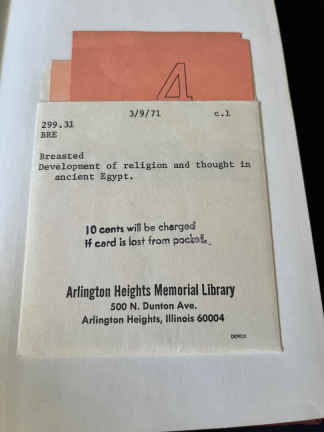 4
3/9/71 c.1
299.31
BRE
Breasted
Development of religion and thought in
ancient Egypt.
10 cents will be charged
if card is lost from pocket.
Arlington Heights Memorial Library
500 N. Dunton Ave.
Arlington Heights, Illinois 60004
DEMCO